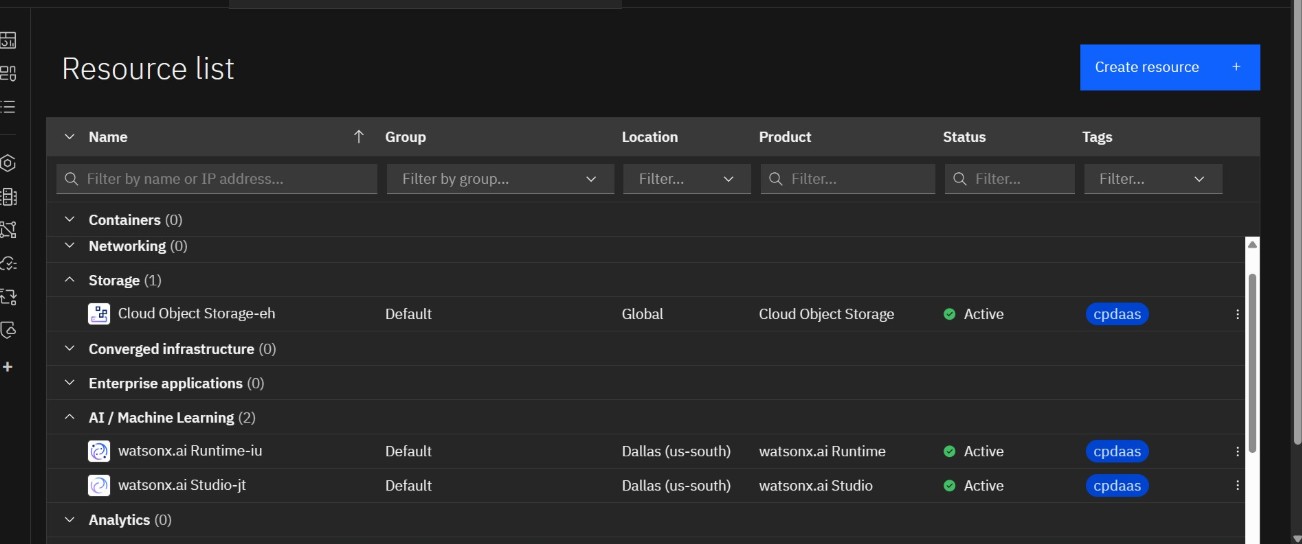 Resource list
Create resource +
Name Group Location Product Status Tags
Filter by name or IP address... Filter by group... Filter... Filter... Filter... Filter...
Containers (0)
Networking (0)
Storage (1)
Cloud Object Storage-eh Default Global Cloud Object Storage Active cpdaas
Converged infrastructure (0)
Enterprise applications (0)
AI / Machine Learning (2)
watsonx.ai Runtime-iu Default Dallas (us-south) watsonx.ai Runtime Active cpdaas
watsonx.ai Studio-jt Default Dallas (us-south) watsonx.ai Studio Active cpdaas
Analytics (0)